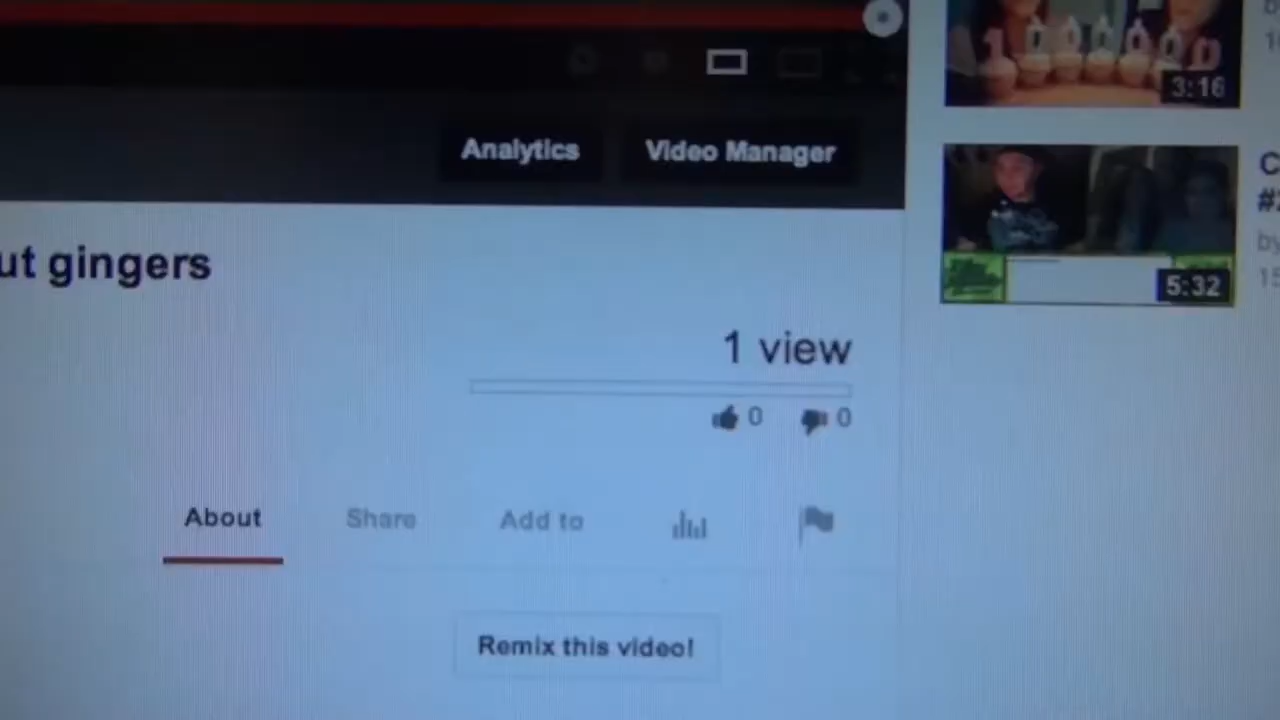 3:16
Analytics Video Manager
ut gingers
5:32
1 view
0 0
About Share Add to
Remix this video!